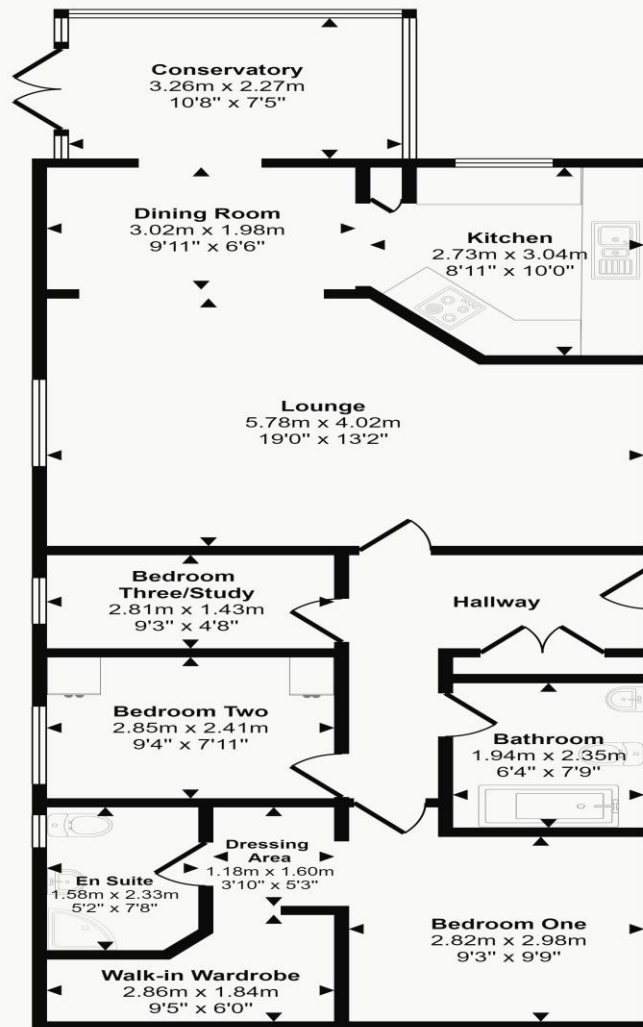 Conservatory
3.26m x 2.27m
10'8" x 7'5"
Dining Room
3.02m x 1.98m
9'11" x 6'6"
Kitchen
2.73m x 3.04m
8'11" x 10'0"
Lounge
5.78m x 4.02m
19'0" x 13'2"
Bedroom
Three/Study
2.81m x 1.43m
9'3" x 4'8"
Hallway
Bedroom Two
2.85m x 2.41m
9'4" x 7'11"
Bathroom
1.94m x 2.35m
6'4" x 7'9"
Dressing
Area
1.18m x 1.60m
3'10" x 5'3"
En Suite
1.58m x 2.33m
5'2" x 7'8"
Bedroom One
2.82m x 2.98m
9'3" x 9'9"
Walk-in Wardrobe
2.86m x 1.84m
9'5" x 6'0"